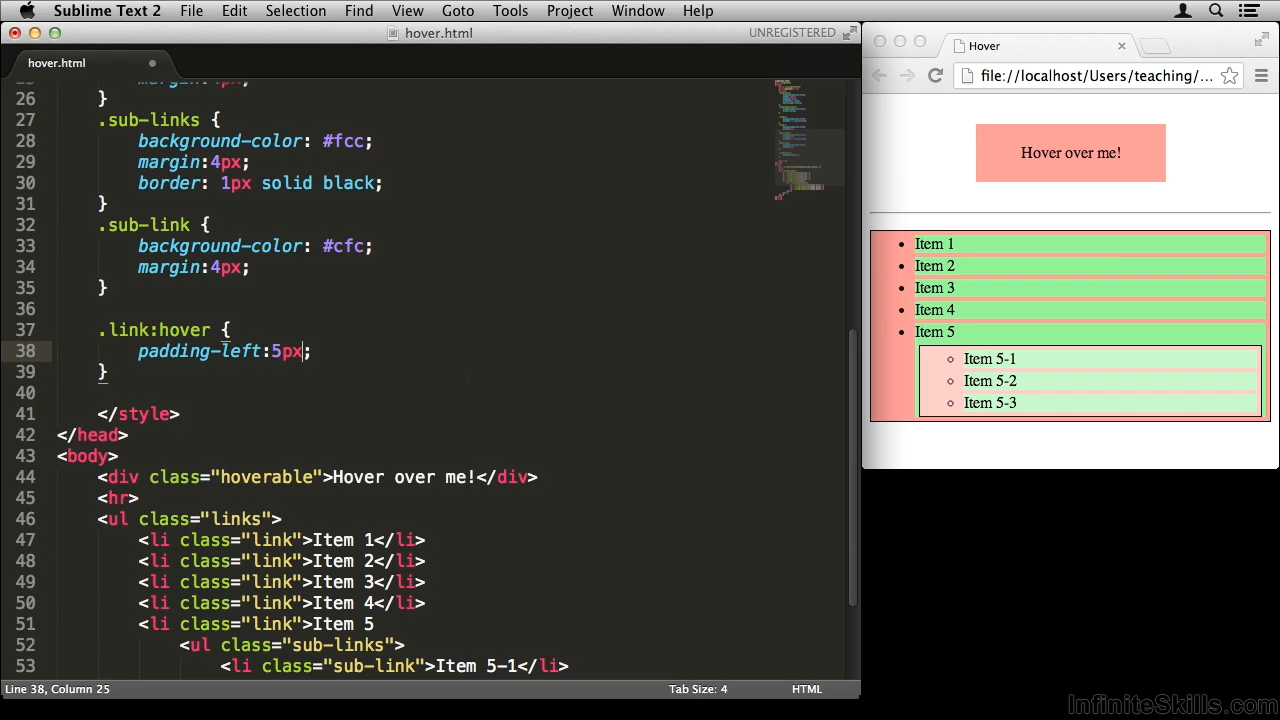 Sublime Text 2 File Edit Selection Find View Goto Tools Project Window Help
hover.html UNREGISTERED
hover.html
26 }
27 .sub-links {
28 background-color: #fcc;
29 margin:4px;
30 border: 1px solid black;
31 }
32 .sub-link {
33 background-color: #cfc;
34 margin:4px;
35 }
36
37 .link:hover {
38 padding-left:5px;
39 }
40
41 </style>
42 </head>
43 <body>
44 <div class="hoverable">Hover over me!</div>
45 <hr>
46 <ul class="links">
47 <li class="link">Item 1</li>
48 <li class="link">Item 2</li>
49 <li class="link">Item 3</li>
50 <li class="link">Item 4</li>
51 <li class="link">Item 5
52 <ul class="sub-links">
53 <li class="sub-link">Item 5-1</li>
Line 38, Column 25 Tab Size: 4 HTML
Hover
file://localhost/Users/teaching/...
Hover over me!
Item 1
Item 2
Item 3
Item 4
Item 5
Item 5-1
Item 5-2
Item 5-3
InfiniteSkills.com